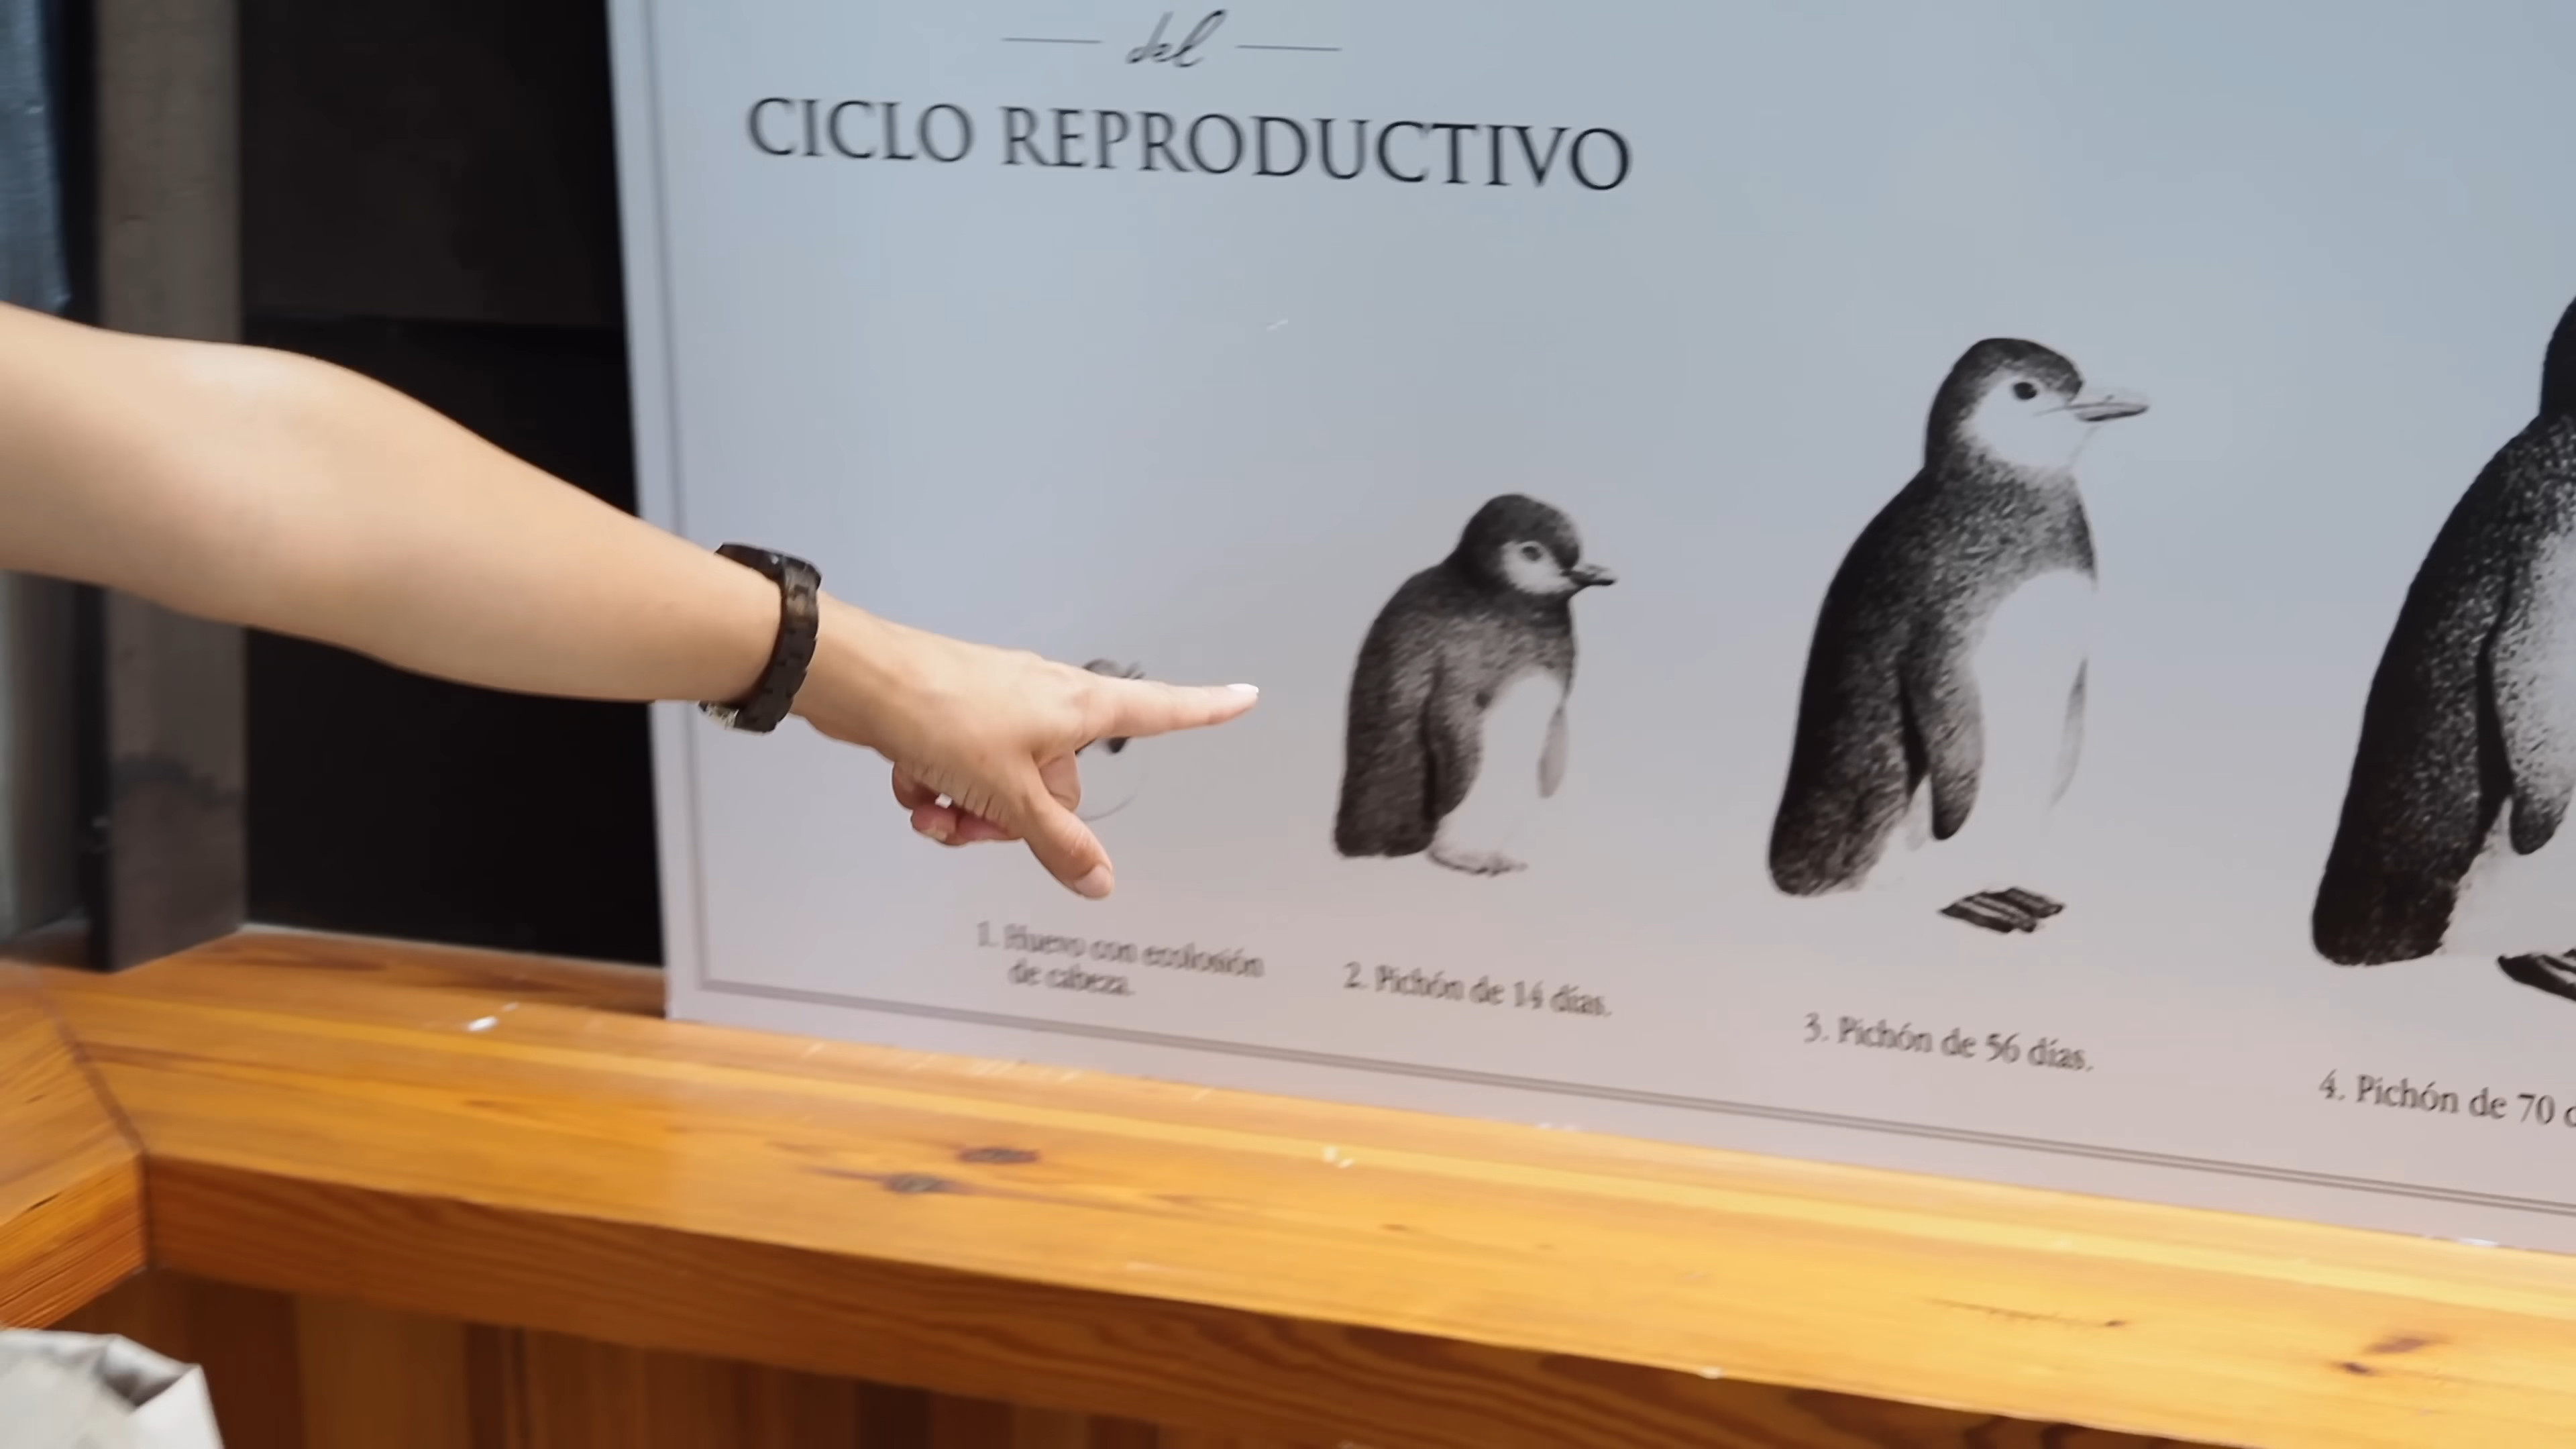 del
CICLO REPRODUCTIVO
1. Huevo con eclosión
de cabeza.
2. Pichón de 14 días.
3. Pichón de 56 días.
4. Pichón de 70 d